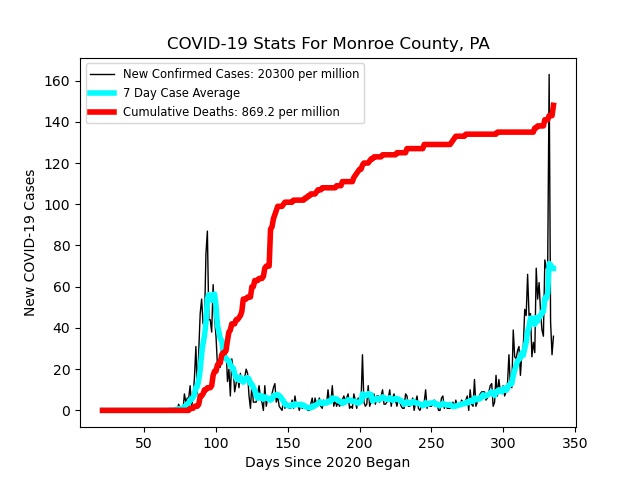 COVID-19 Stats For Monroe County, PA
New Confirmed Cases: 20300 per million
7 Day Case Average
Cumulative Deaths: 869.2 per million
New COVID-19 Cases
160
140
120
100
80
60
40
20
0
50 100 150 200 250 300 350
Days Since 2020 Began